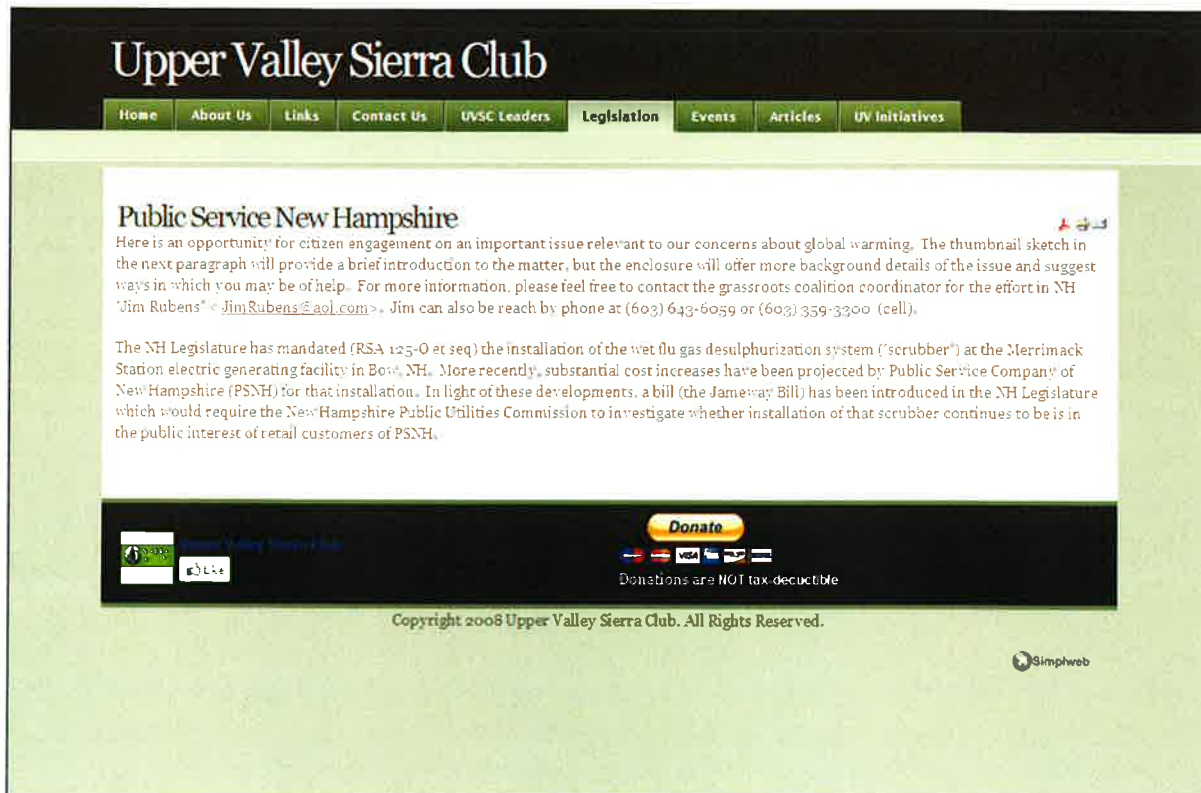 Upper Valley Sierra Club
Home About Us Links Contact Us UVSC Leaders Legislation Events Articles UV Initiatives
Public Service New Hampshire
Here is an opportunity for citizen engagement on an important issue relevant to our concerns about global warming. The thumbnail sketch in
the next paragraph will provide a brief introduction to the matter, but the enclosure will offer more background details of the issue and suggest
ways in which you may be of help. For more information, please feel free to contact the grassroots coalition coordinator for the effort in NH
"Jim Rubens" < JimRubens@aol.com>. Jim can also be reach by phone at (603) 643-6059 or (603) 359-3300 (cell).
The NH Legislature has mandated (RSA 125-O et seq) the installation of the wet flu gas desulphurization system ("scrubber") at the Merrimack
Station electric generating facility in Bow, NH. More recently, substantial cost increases have been projected by Public Service Company of
New Hampshire (PSNH) for that installation. In light of these developments, a bill (the Janeway Bill) has been introduced in the NH Legislature
which would require the New Hampshire Public Utilities Commission to investigate whether installation of that scrubber continues to be is in
the public interest of retail customers of PSNH.
Upper Valley Sierra Club
Like
Donate
VISA
Donations are NOT tax-deductible
Copyright 2008 Upper Valley Sierra Club. All Rights Reserved.
Simplweb